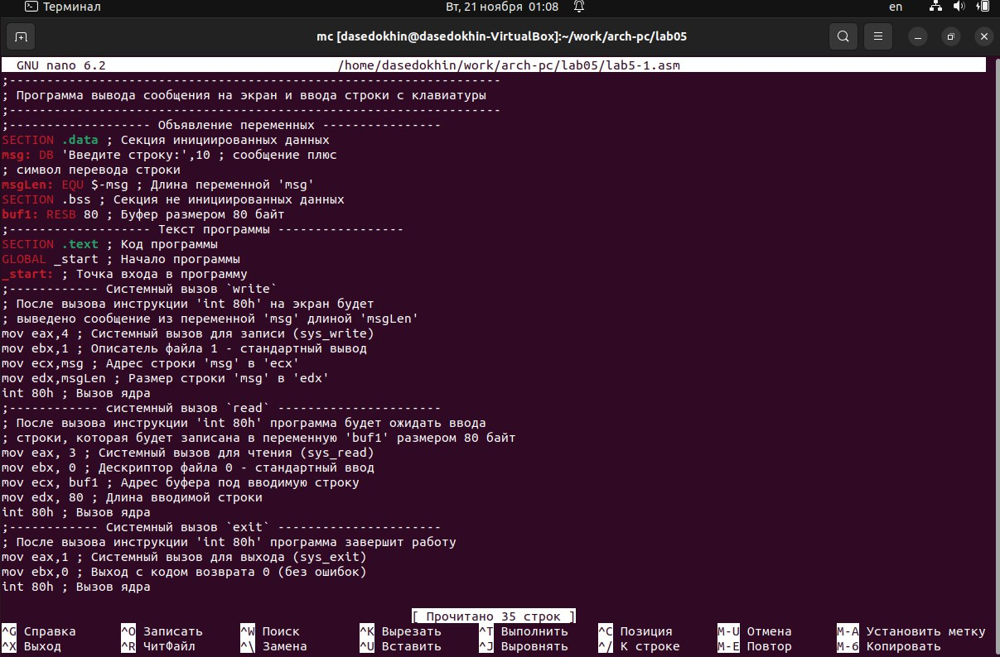 Терминал
Вт, 21 ноября 01:08
en
mc [dasedokhin@dasedokhin-VirtualBox]:~/work/arch-pc/lab05
GNU nano 6.2 /home/dasedokhin/work/arch-pc/lab05/lab5-1.asm
;------------------------------------------------------------------
; Программа вывода сообщения на экран и ввода строки с клавиатуры
;------------------------------------------------------------------
;------------------- Объявление переменных ----------------
SECTION .data ; Секция инициированных данных
msg: DB 'Введите строку:',10 ; сообщение плюс
; символ перевода строки
msgLen: EQU $-msg ; Длина переменной 'msg'
SECTION .bss ; Секция не инициированных данных
buf1: RESB 80 ; Буфер размером 80 байт
;------------------- Текст программы -----------------
SECTION .text ; Код программы
GLOBAL _start ; Начало программы
_start: ; Точка входа в программу
;------------ Системный вызов `write`
; После вызова инструкции 'int 80h' на экран будет
; выведено сообщение из переменной 'msg' длиной 'msgLen'
mov eax,4 ; Системный вызов для записи (sys_write)
mov ebx,1 ; Описатель файла 1 - стандартный вывод
mov ecx,msg ; Адрес строки 'msg' в 'ecx'
mov edx,msgLen ; Размер строки 'msg' в 'edx'
int 80h ; Вызов ядра
;------------ системный вызов `read` ----------------------
; После вызова инструкции 'int 80h' программа будет ожидать ввода
; строки, которая будет записана в переменную 'buf1' размером 80 байт
mov eax, 3 ; Системный вызов для чтения (sys_read)
mov ebx, 0 ; Дескриптор файла 0 - стандартный ввод
mov ecx, buf1 ; Адрес буфера под вводимую строку
mov edx, 80 ; Длина вводимой строки
int 80h ; Вызов ядра
;------------ Системный вызов `exit` ----------------------
; После вызова инструкции 'int 80h' программа завершит работу
mov eax,1 ; Системный вызов для выхода (sys_exit)
mov ebx,0 ; Выход с кодом возврата 0 (без ошибок)
int 80h ; Вызов ядра
[ Прочитано 35 строк ]
^G Справка ^O Записать ^W Поиск ^K Вырезать ^T Выполнить ^C Позиция M-U Отмена M-A Установить метку
^X Выход ^R ЧитФайл ^\ Замена ^U Вставить ^J Выровнять ^/ К строке M-E Повтор M-6 Копировать